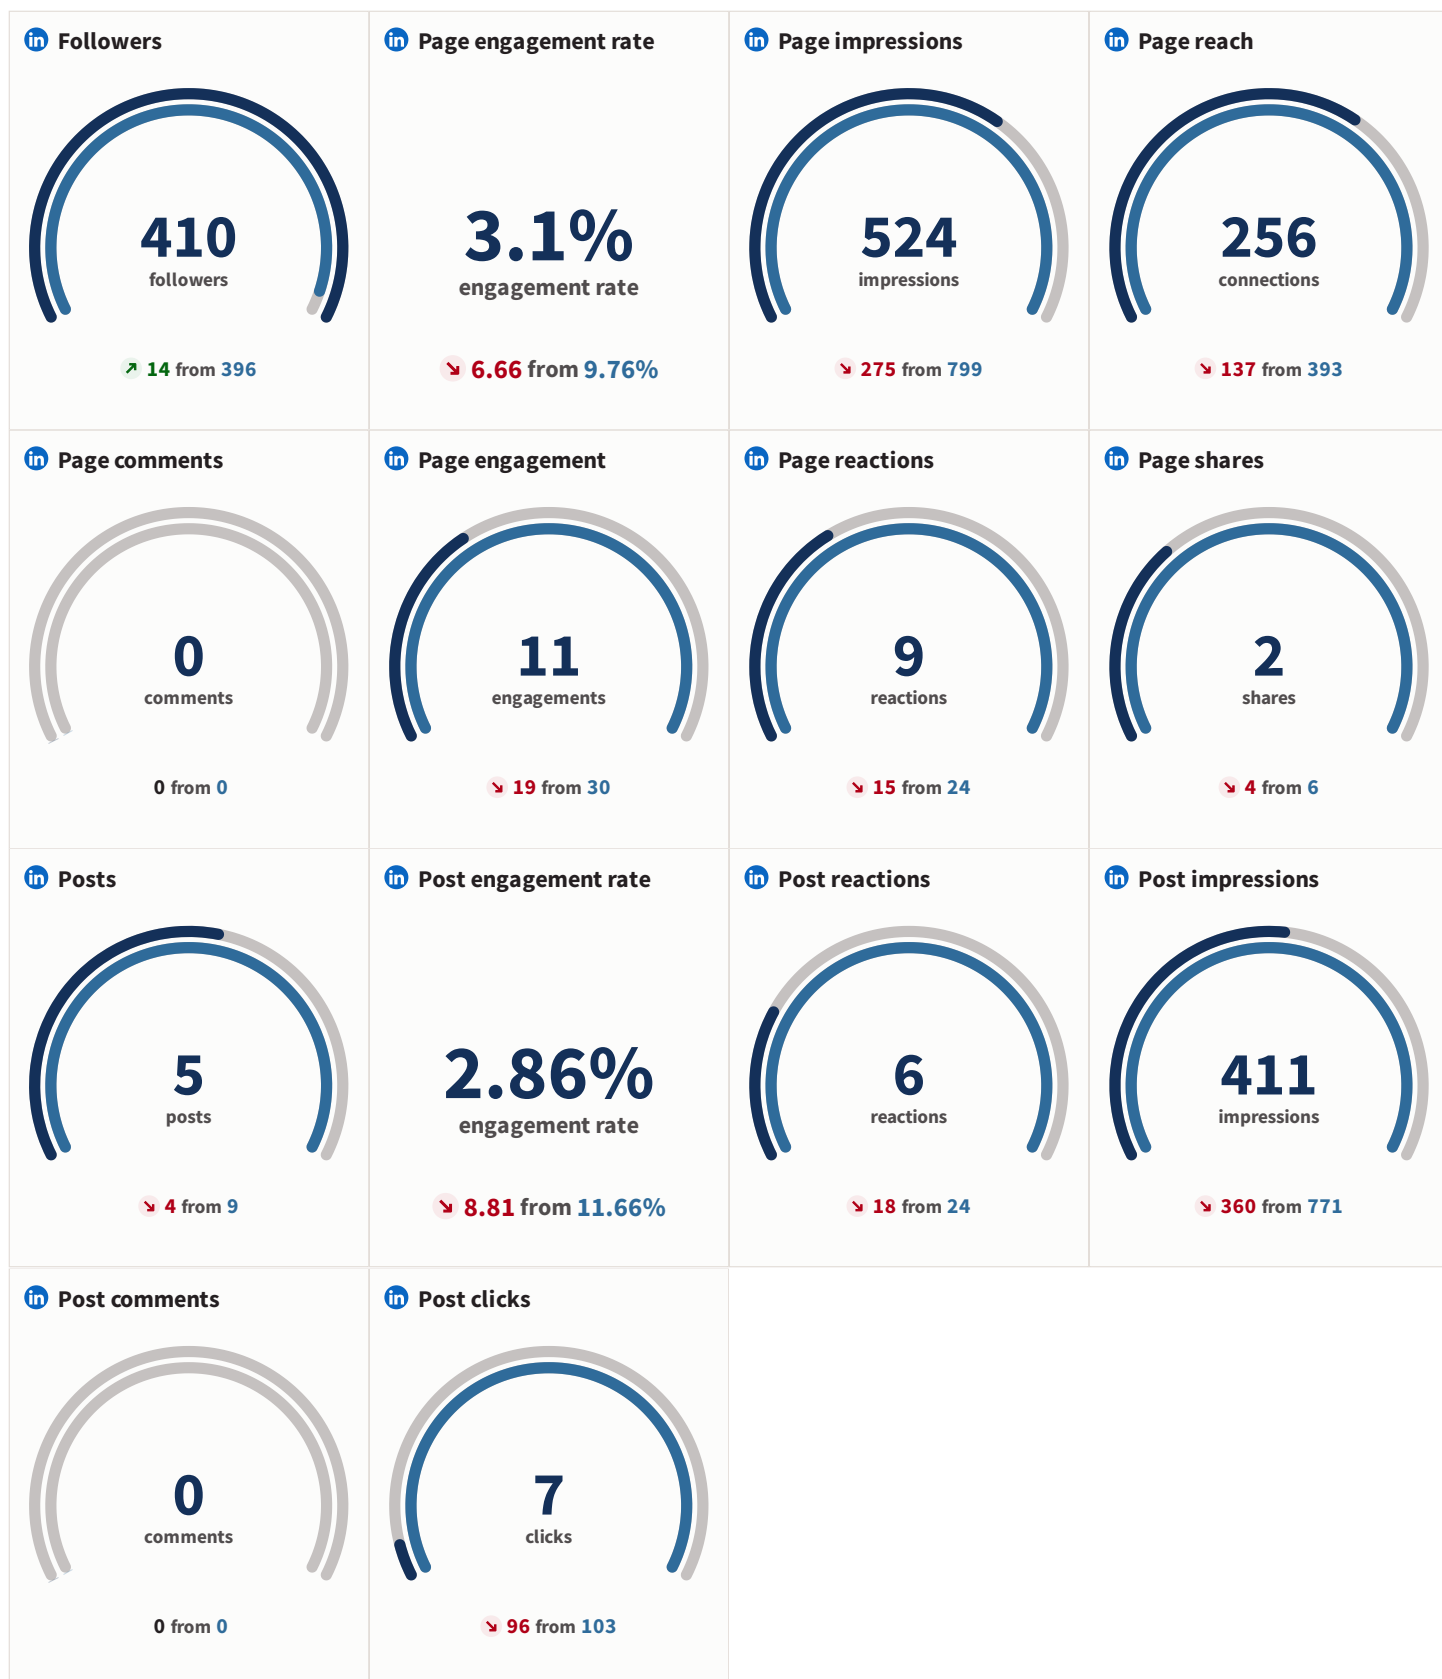 Followers
410
followers
14 from 396
Page engagement rate
3.1%
engagement rate
6.66 from 9.76%
Page impressions
524
impressions
275 from 799
Page reach
256
connections
137 from 393
Page comments
0
comments
0 from 0
Page engagement
11
engagements
19 from 30
Page reactions
9
reactions
15 from 24
Page shares
2
shares
4 from 6
Posts
5
posts
4 from 9
Post engagement rate
2.86%
engagement rate
8.81 from 11.66%
Post reactions
6
reactions
18 from 24
Post impressions
411
impressions
360 from 771
Post comments
0
comments
0 from 0
Post clicks
7
clicks
96 from 103